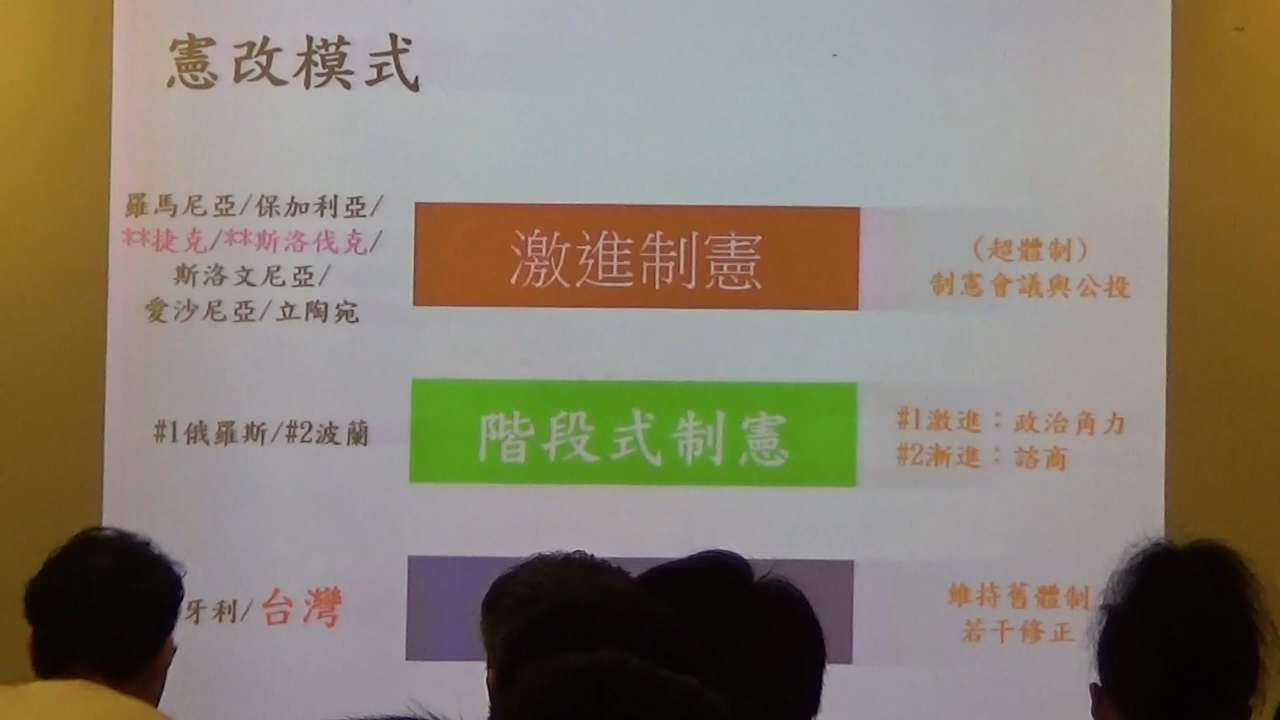 憲改模式
羅馬尼亞/保加利亞/
**捷克/**斯洛伐克/
斯洛文尼亞/
愛沙尼亞/立陶宛
激進制憲
(超體制)
制憲會議與公投
#1俄羅斯/#2波蘭
階段式制憲
#1激進:政治角力
#2漸進:諮商
牙利/台灣
維持舊體制
若干修正